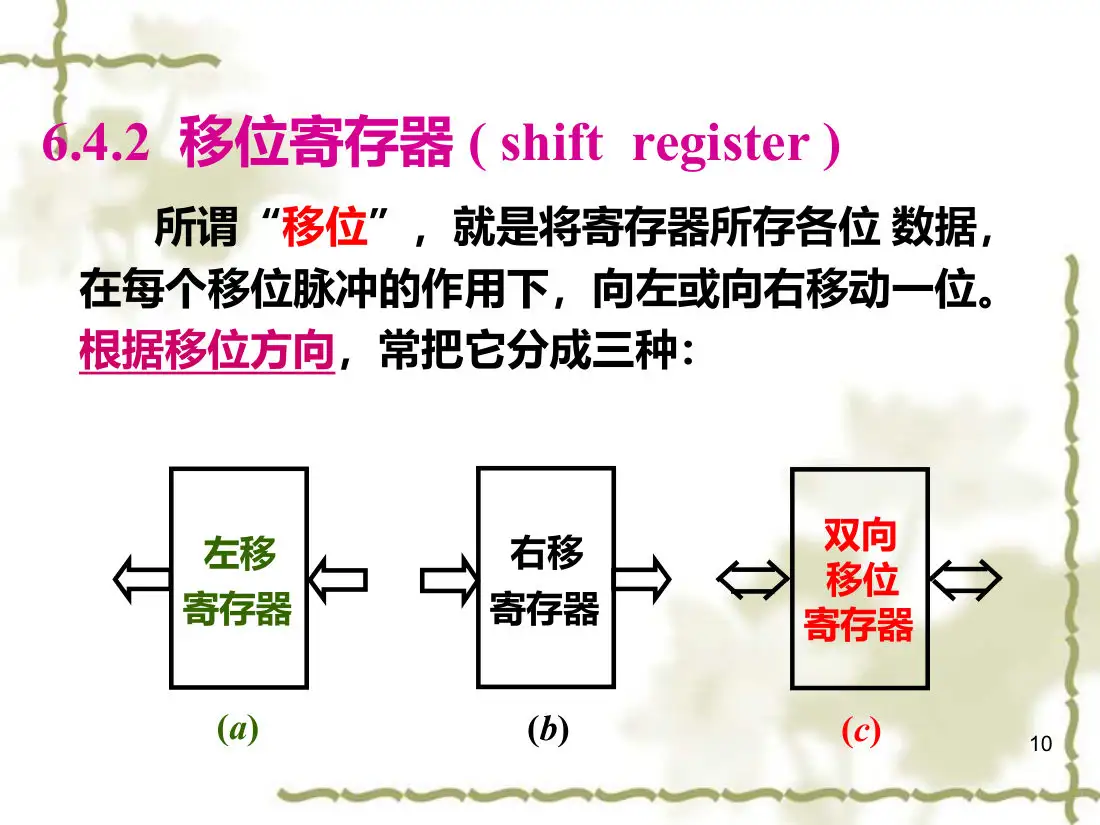 6.4.2 移位寄存器 ( shift register )
所谓“移位”，就是将寄存器所存各位 数据，
在每个移位脉冲的作用下，向左或向右移动一位。
根据移位方向，常把它分成三种：
左移
寄存器
右移
寄存器
双向
移位
寄存器
(a)
(b)
(c)
10